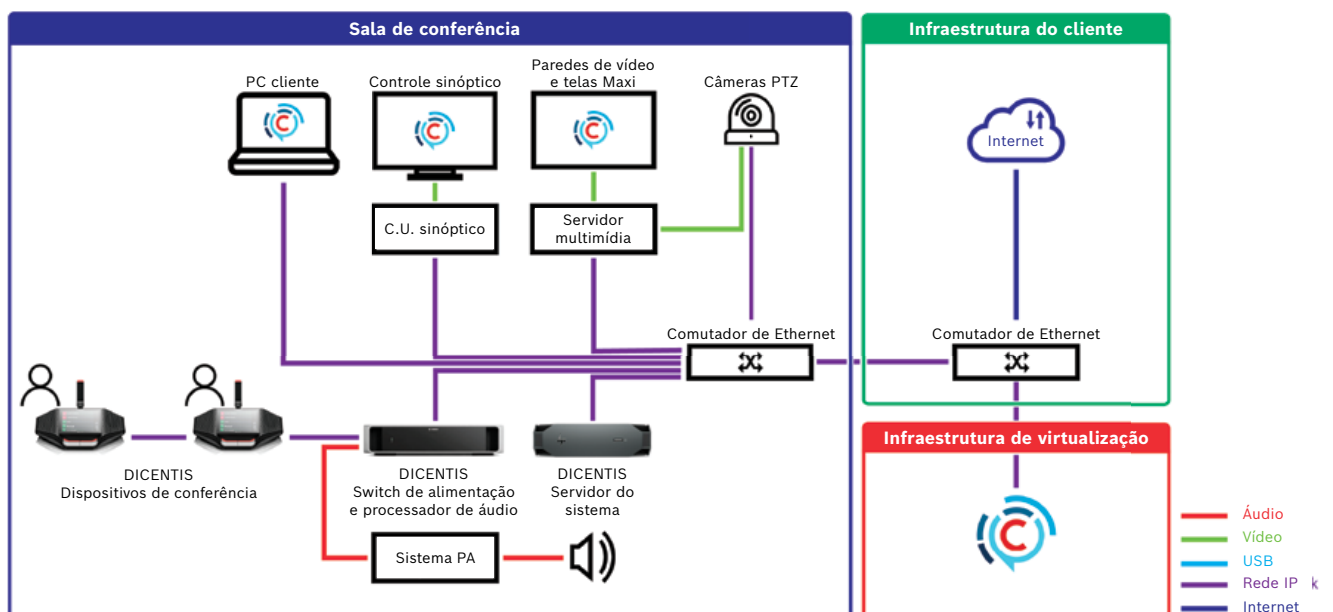 Sala de conferência
Infraestrutura do cliente
PC cliente
Controle sinóptico
Paredes de vídeo
e telas Maxi
Câmeras PTZ
C
C
C
Internet
C.U. sinóptico
Servidor
multimídia
Comutador de Ethernet
Comutador de Ethernet
Infraestrutura de virtualização
DICENTIS
Dispositivos de conferência
DICENTIS
Switch de alimentação
e processador de áudio
DICENTIS
Servidor do
sistema
Sistema PA
C
Áudio
Vídeo
USB
Rede IP k
Internet